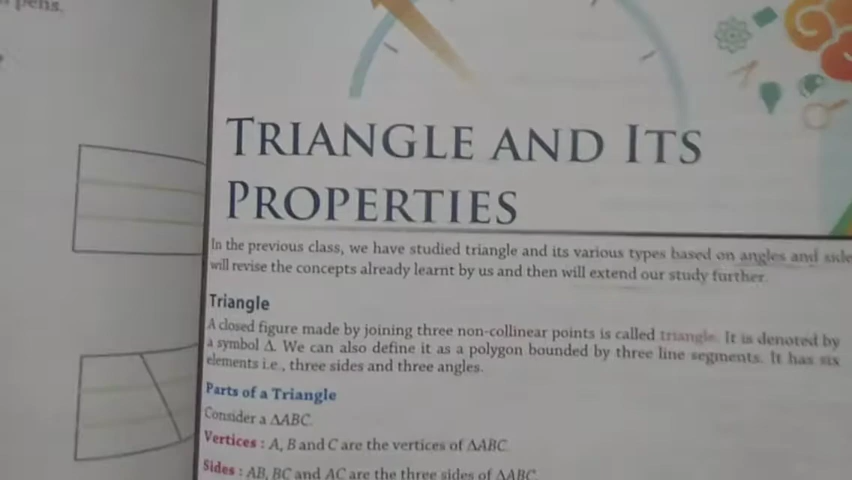 pens.
TRIANGLE AND ITS
PROPERTIES
In the previous class, we have studied triangle and its various types based on angles and side
will revise the concepts already learnt by us and then will extend our study further.
Triangle
A closed figure made by joining three non-collinear points is called triangle. It is denoted by
a symbol Δ. We can also define it as a polygon bounded by three line segments. It has six
elements i.e., three sides and three angles.
Parts of a Triangle
Consider a ΔABC.
Vertices : A, B and C are the vertices of ΔABC.
Sides : AB, BC and AC are the three sides of ΔABC.